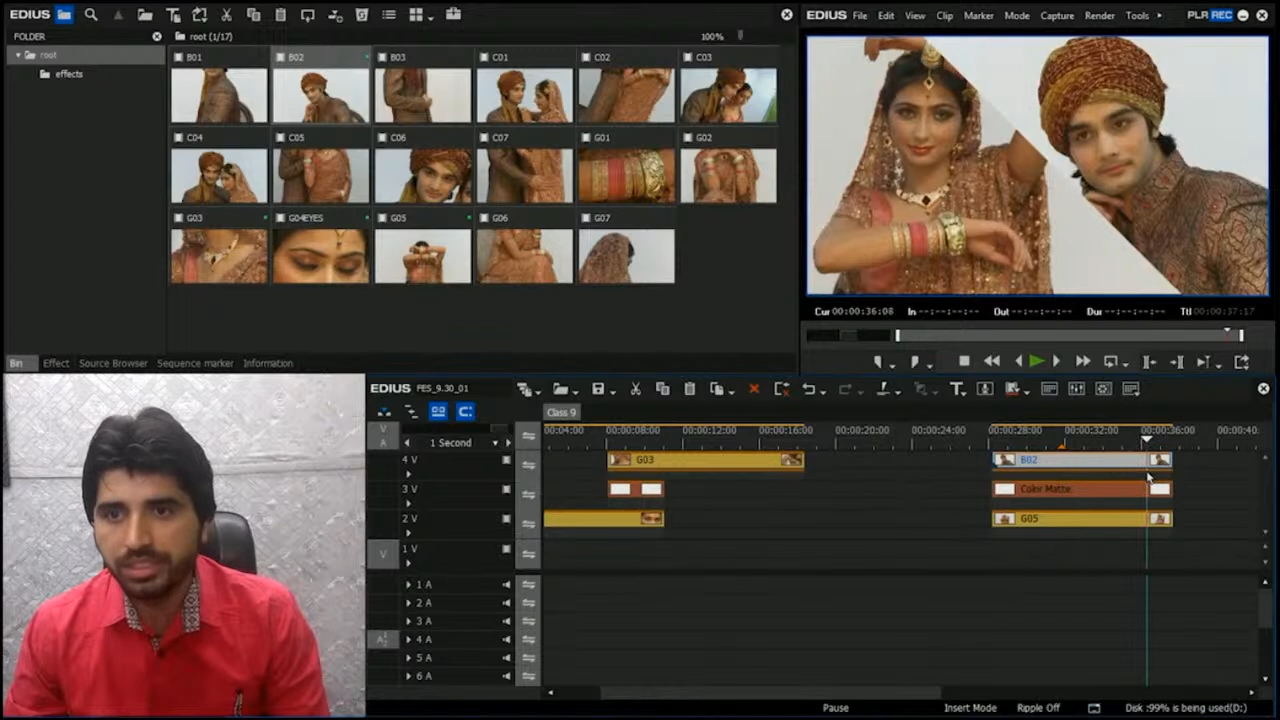 EDIUS
FOLDER
root
effects
root (1/17)
100%
B01
B02
B03
C01
C02
C03
C04
C05
C06
C07
G01
G02
G03
G04EYES
G05
G06
G07
Bin Effect Source Browser Sequence marker Information
EDIUS File Edit View Clip Marker Mode Capture Render Tools PLR REC
Cur 00:00:36:08 In --:--:--:-- Out --:--:--:-- Dur --:--:--:-- Ttl 00:00:37:17
EDIUS FES_9.30_01
Class 9
V
A
1 Second
00:04:00 00:00:08:00 00:00:12:00 00:00:16:00 00:00:20:00 00:00:24:00 00:00:28:00 00:00:32:00 00:00:36:00 00:00:40:
4 V G03 B02
3 V Color Matte
2 V G05
V 1 V
1 A
2 A
3 A
4 A
5 A
6 A
Pause Insert Mode Ripple Off Disk :99% is being used(D:)